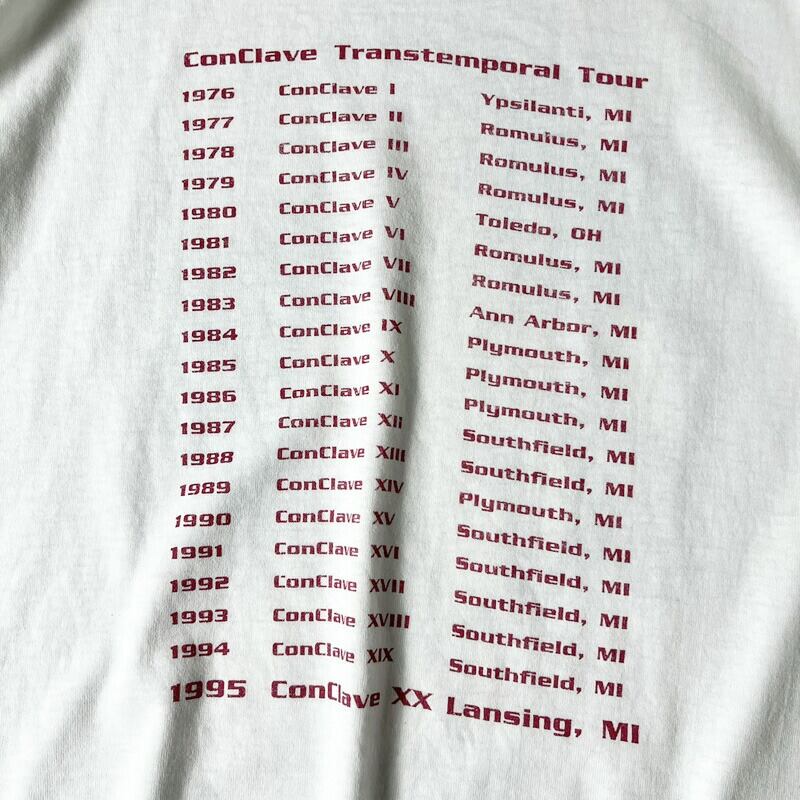 ConClave Transtemporal Tour
1976 ConClave I Ypsilanti, MI
1977 ConClave II Romulus, MI
1978 ConClave III Romulus, MI
1979 ConClave IV Romulus, MI
1980 ConClave V Toledo, OH
1981 ConClave VI Romulus, MI
1982 ConClave VII Romulus, MI
1983 ConClave VIII Ann Arbor, MI
1984 ConClave IX Plymouth, MI
1985 ConClave X Plymouth, MI
1986 ConClave XI Plymouth, MI
1987 ConClave XII Southfield, MI
1988 ConClave XIII Southfield, MI
1989 ConClave XIV Plymouth, MI
1990 ConClave XV Southfield, MI
1991 ConClave XVI Southfield, MI
1992 ConClave XVII Southfield, MI
1993 ConClave XVIII Southfield, MI
1994 ConClave XIX Southfield, MI
1995 ConClave XX Lansing, MI